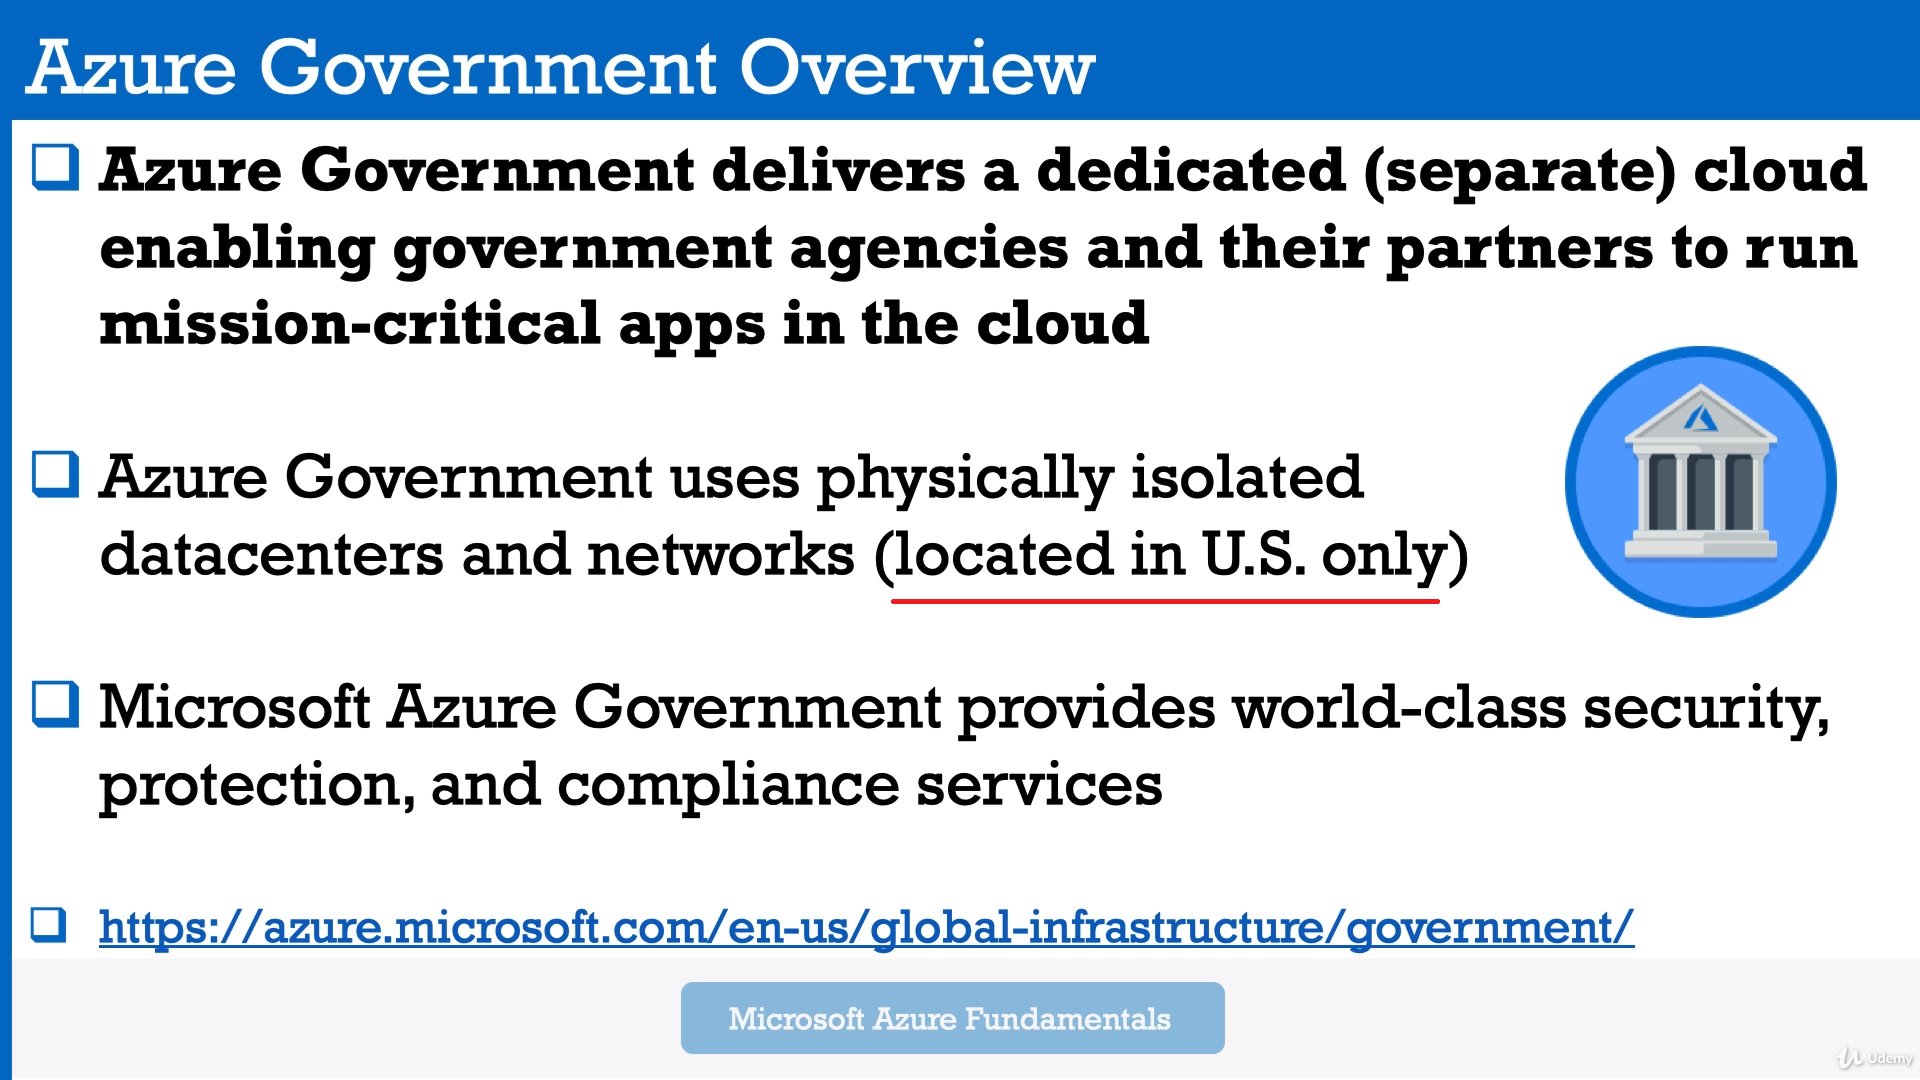 Azure Government Overview
Azure Government delivers a dedicated (separate) cloud
enabling government agencies and their partners to run
mission-critical apps in the cloud
Azure Government uses physically isolated
datacenters and networks (located in U.S. only)
Microsoft Azure Government provides world-class security,
protection, and compliance services
https://azure.microsoft.com/en-us/global-infrastructure/government/
Microsoft Azure Fundamentals
Udemy